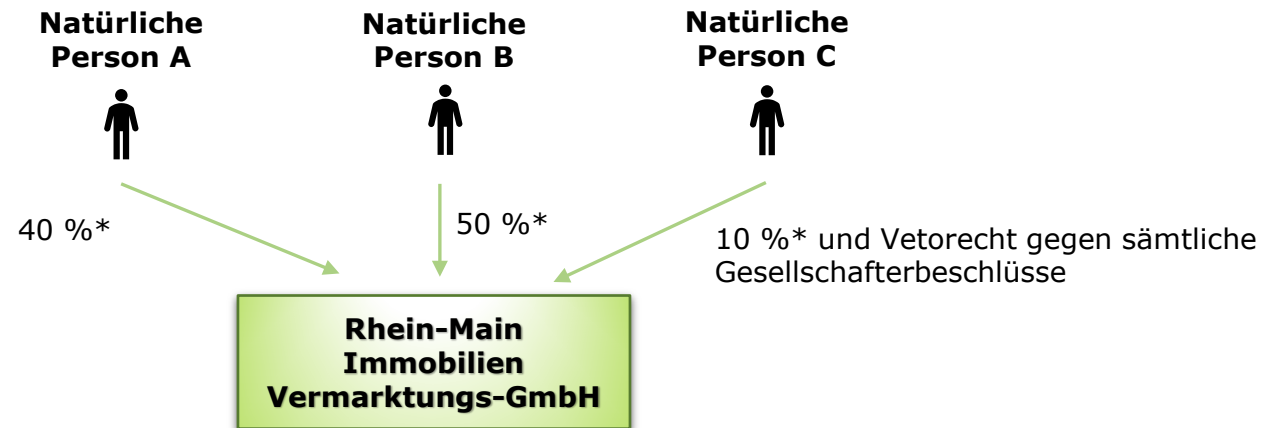 Natürliche
Person A
Natürliche
Person B
Natürliche
Person C
40 %*
50 %*
10 %* und Vetorecht gegen sämtliche
Gesellschafterbeschlüsse
Rhein-Main
Immobilien
Vermarktungs-GmbH